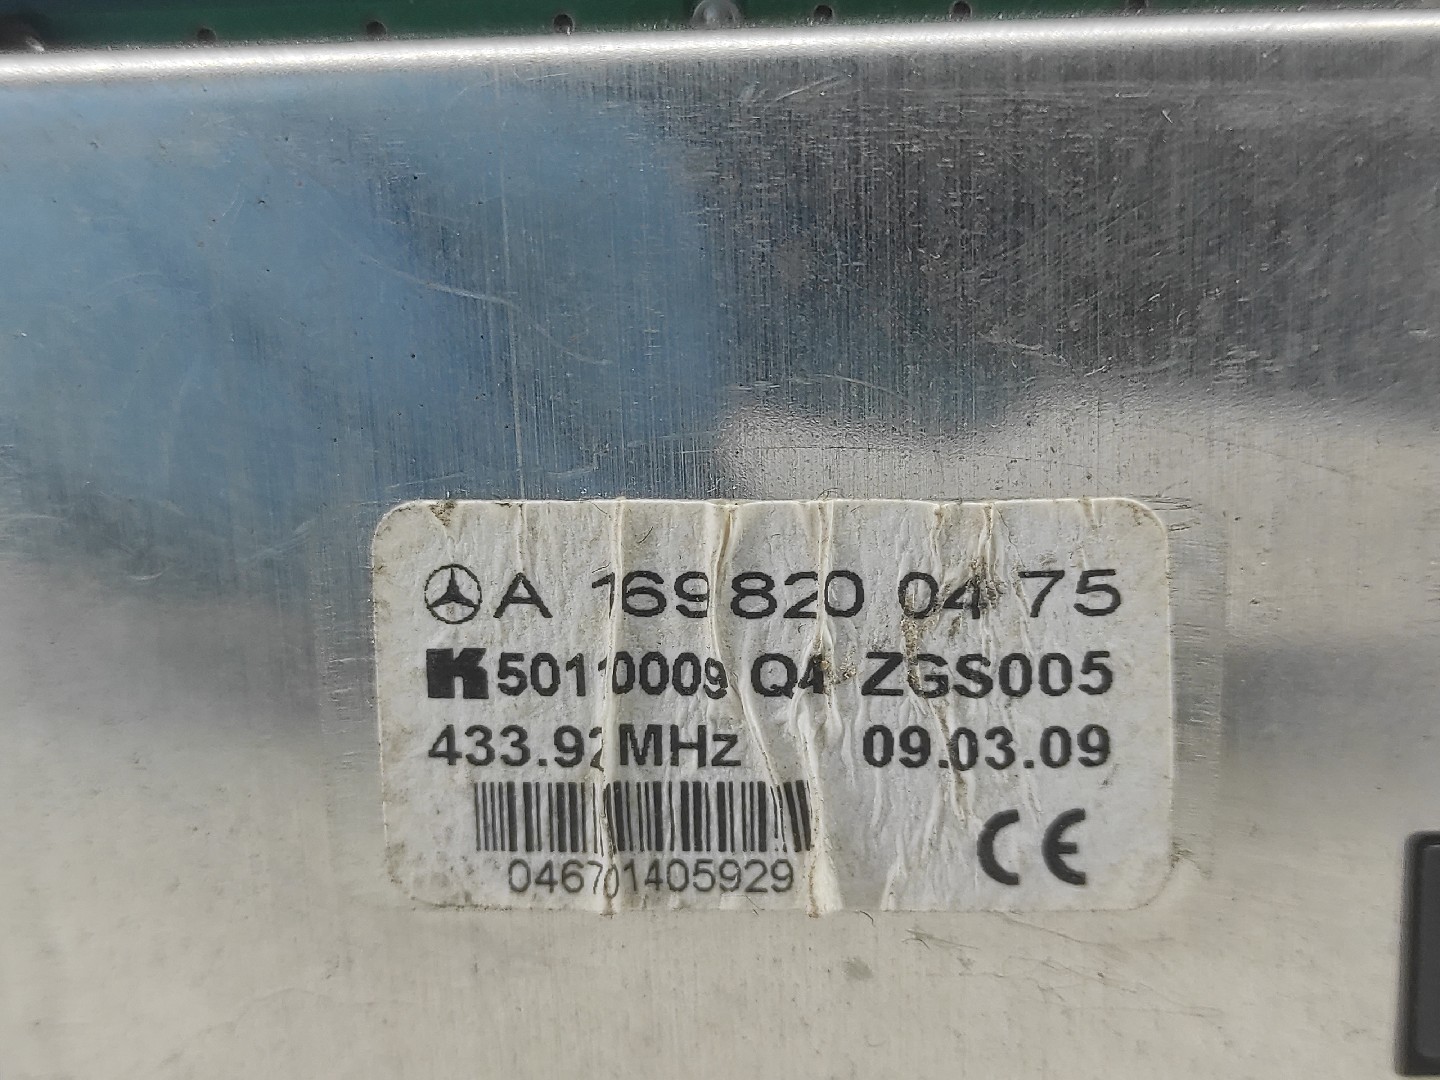 A 169 820 04 75
K 50110009 Q4 ZGS005
433.92 MHz 09.03.09
046701405929
CE